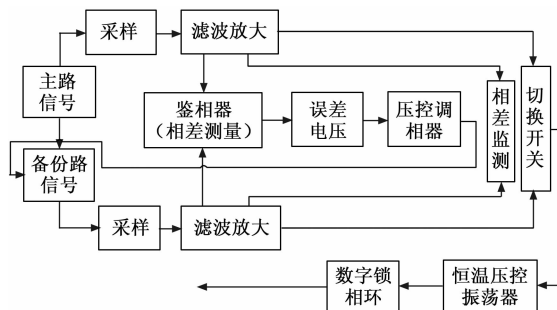 采样
滤波放大
主路
信号
鉴相器
（相差测量）
误差
电压
压控调
相器
相差监测
切换开关
备份路
信号
采样
滤波放大
数字锁
相环
恒温压控
振荡器